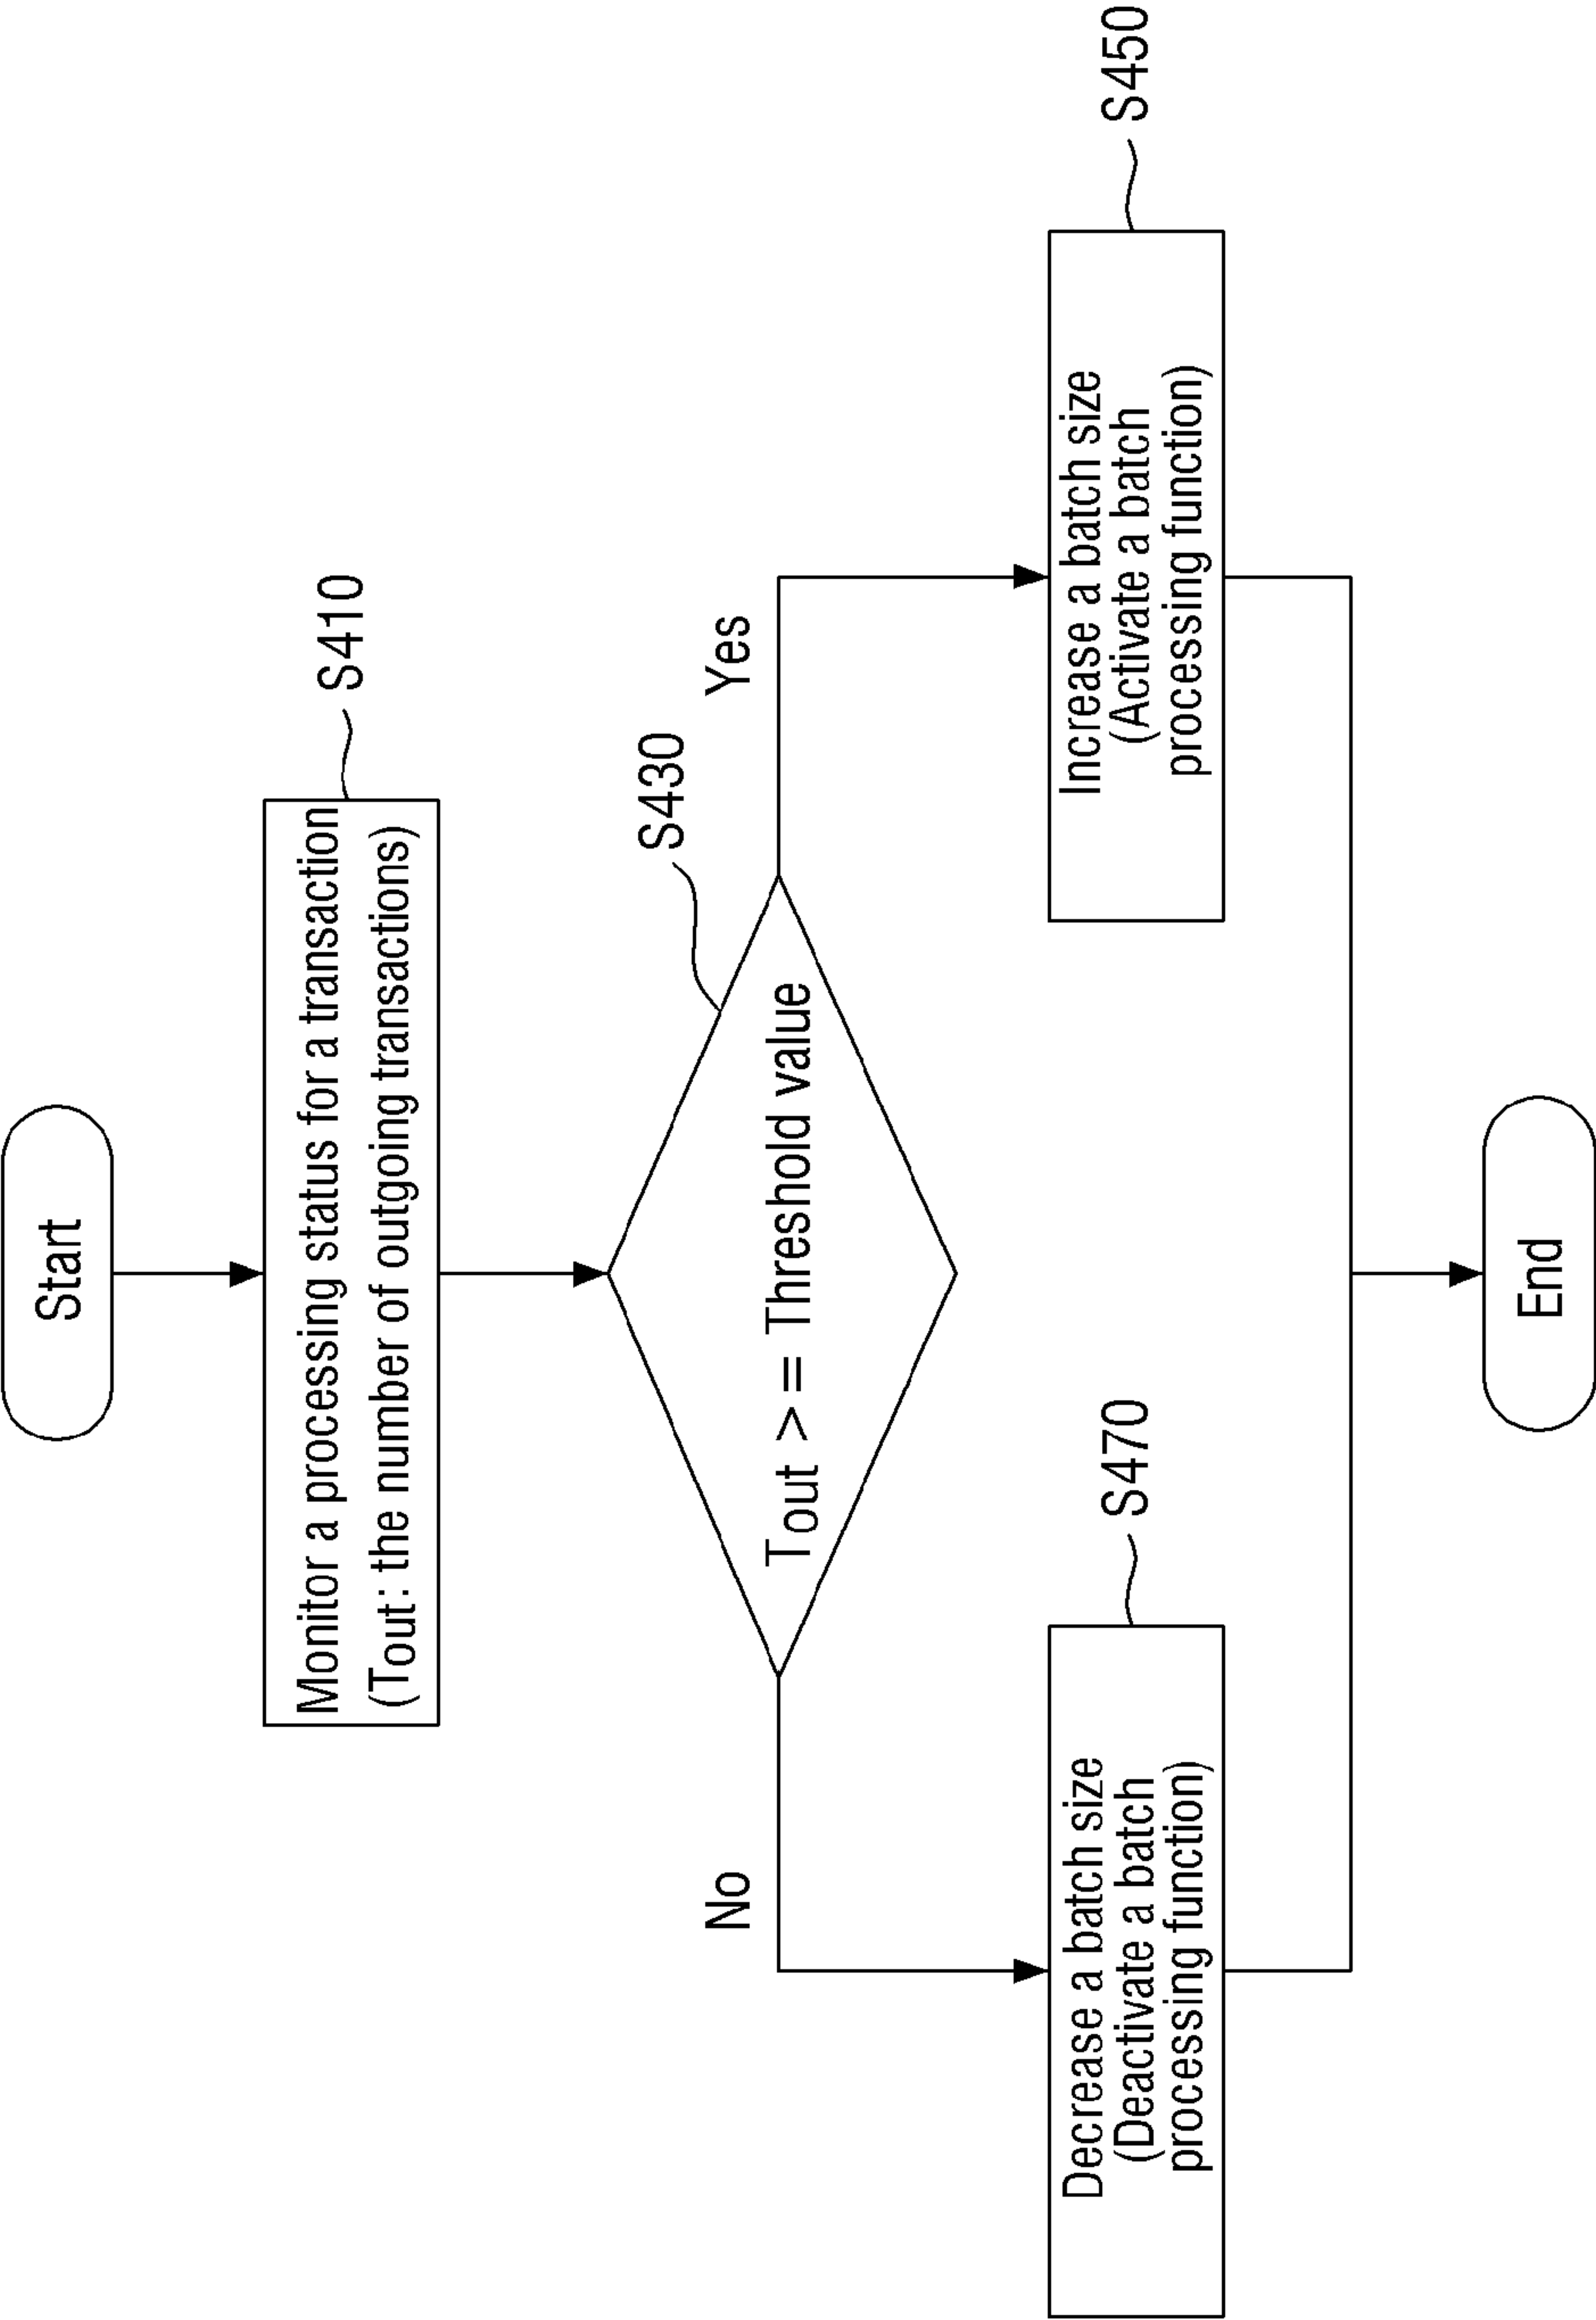 Start
S410
Monitor a processing status for a transaction
(Tout : the number of outgoing transactions)
S430
Tout > = Threshold value
No
Yes
S470
Decrease a batch size
(Deactivate a batch
processing function)
S450
Increase a batch size
(Activate a batch
processing function)
End